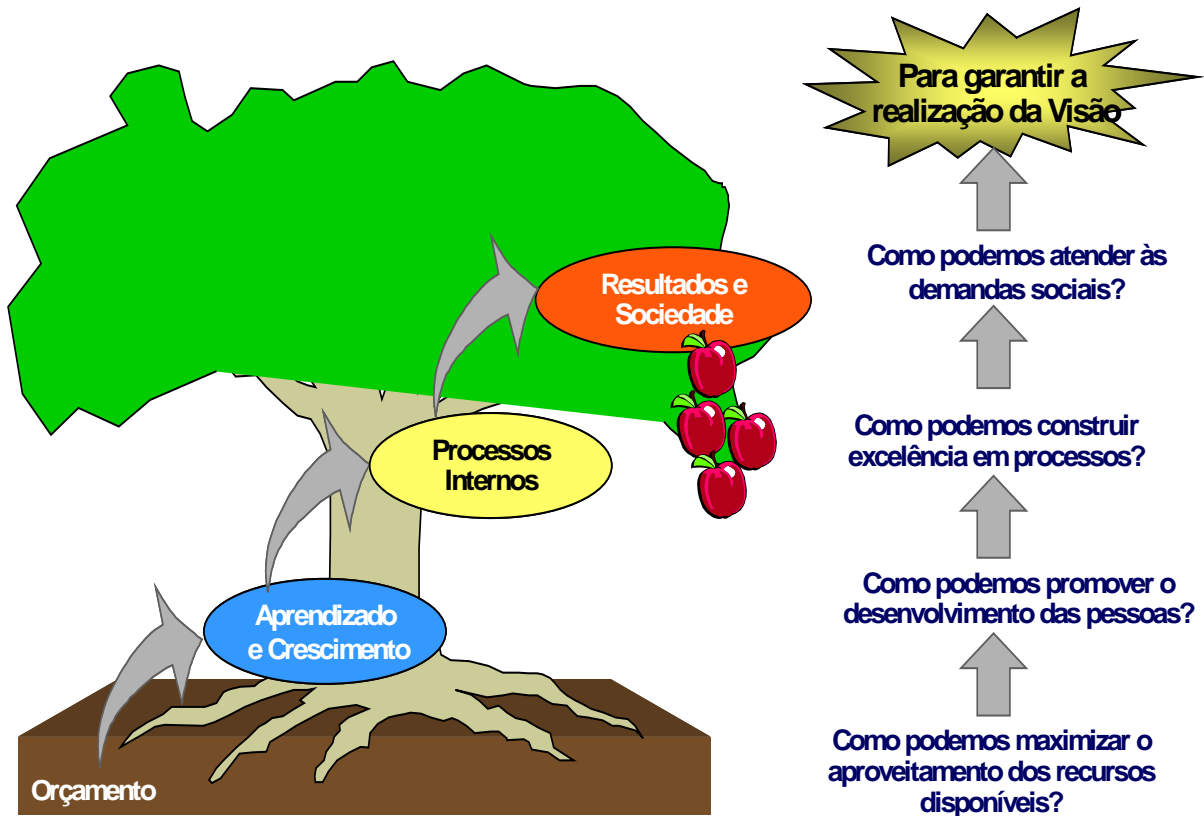 Para garantir a
realização da Visão
Como podemos atender às
demandas sociais?
Resultados e
Sociedade
Como podemos construir
excelência em processos?
Processos
Internos
Como podemos promover o
desenvolvimento das pessoas?
Aprendizado
e Crescimento
Como podemos maximizar o
aproveitamento dos recursos
disponíveis?
Orçamento